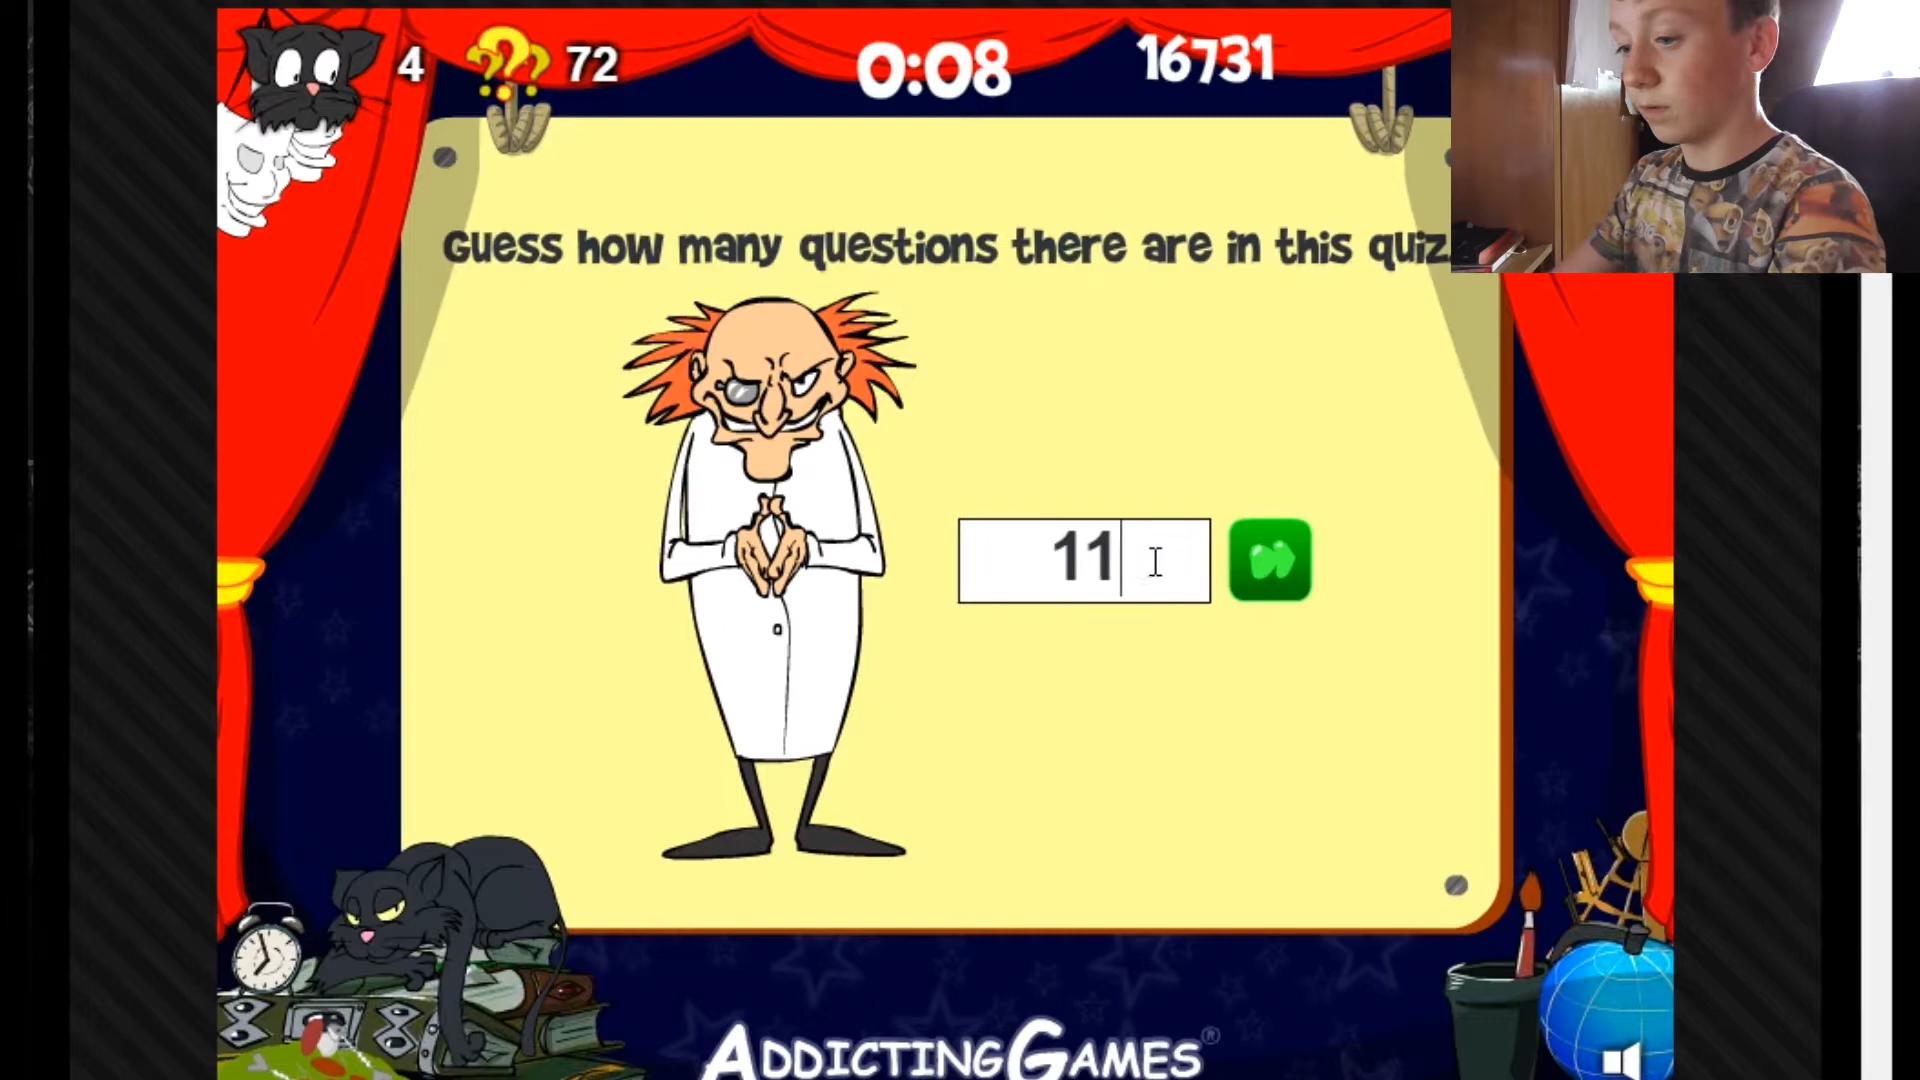 4 72 0:08 16731
Guess how many questions there are in this quiz
11
ADDICTINGGAMES®